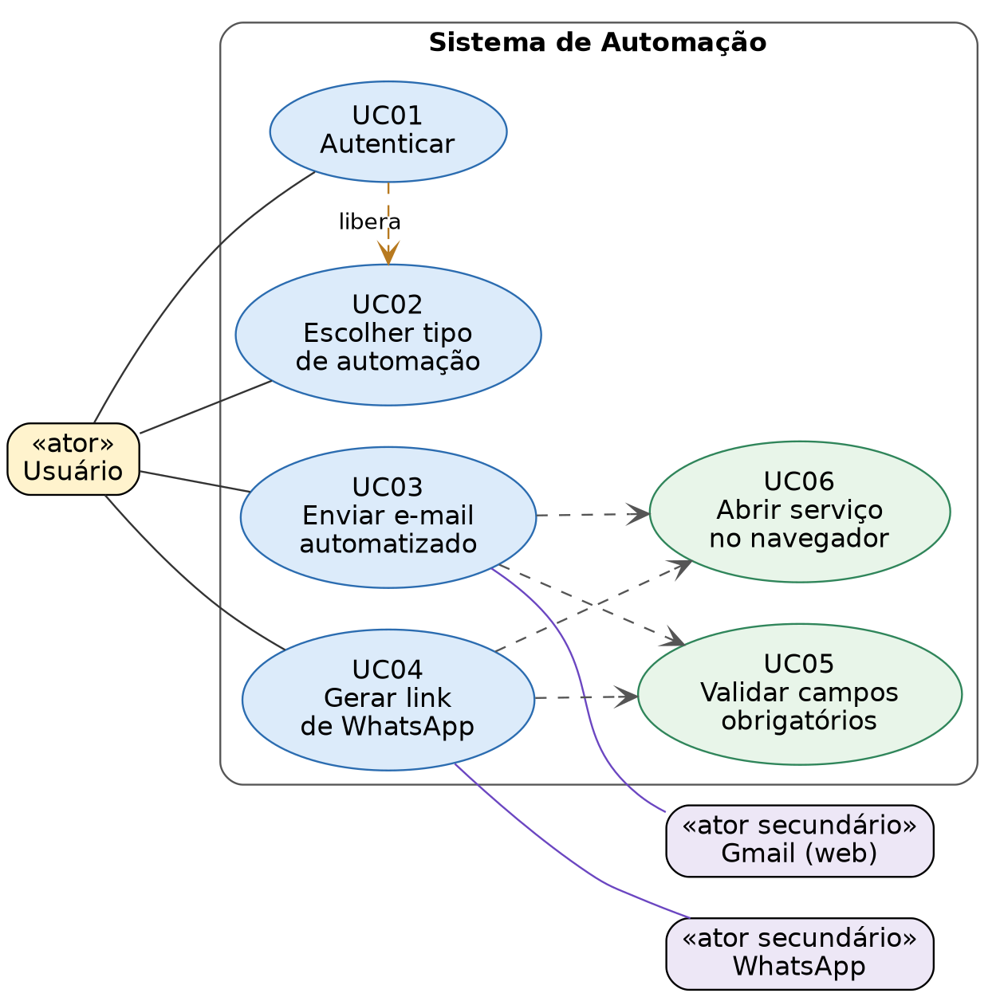 Sistema de Automação
UC01
Autenticar
libera
UC02
Escolher tipo
de automação
«ator»
Usuário
UC03
Enviar e-mail
automatizado
UC06
Abrir serviço
no navegador
UC04
Gerar link
de WhatsApp
UC05
Validar campos
obrigatórios
«ator secundário»
Gmail (web)
«ator secundário»
WhatsApp